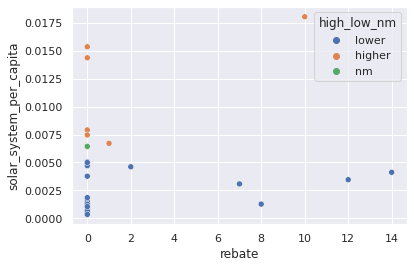 high_low_nm
lower
higher
nm
solar_system_per_capita
0.0175
0.0150
0.0125
0.0100
0.0075
0.0050
0.0025
0.0000
0 2 4 6 8 10 12 14
rebate